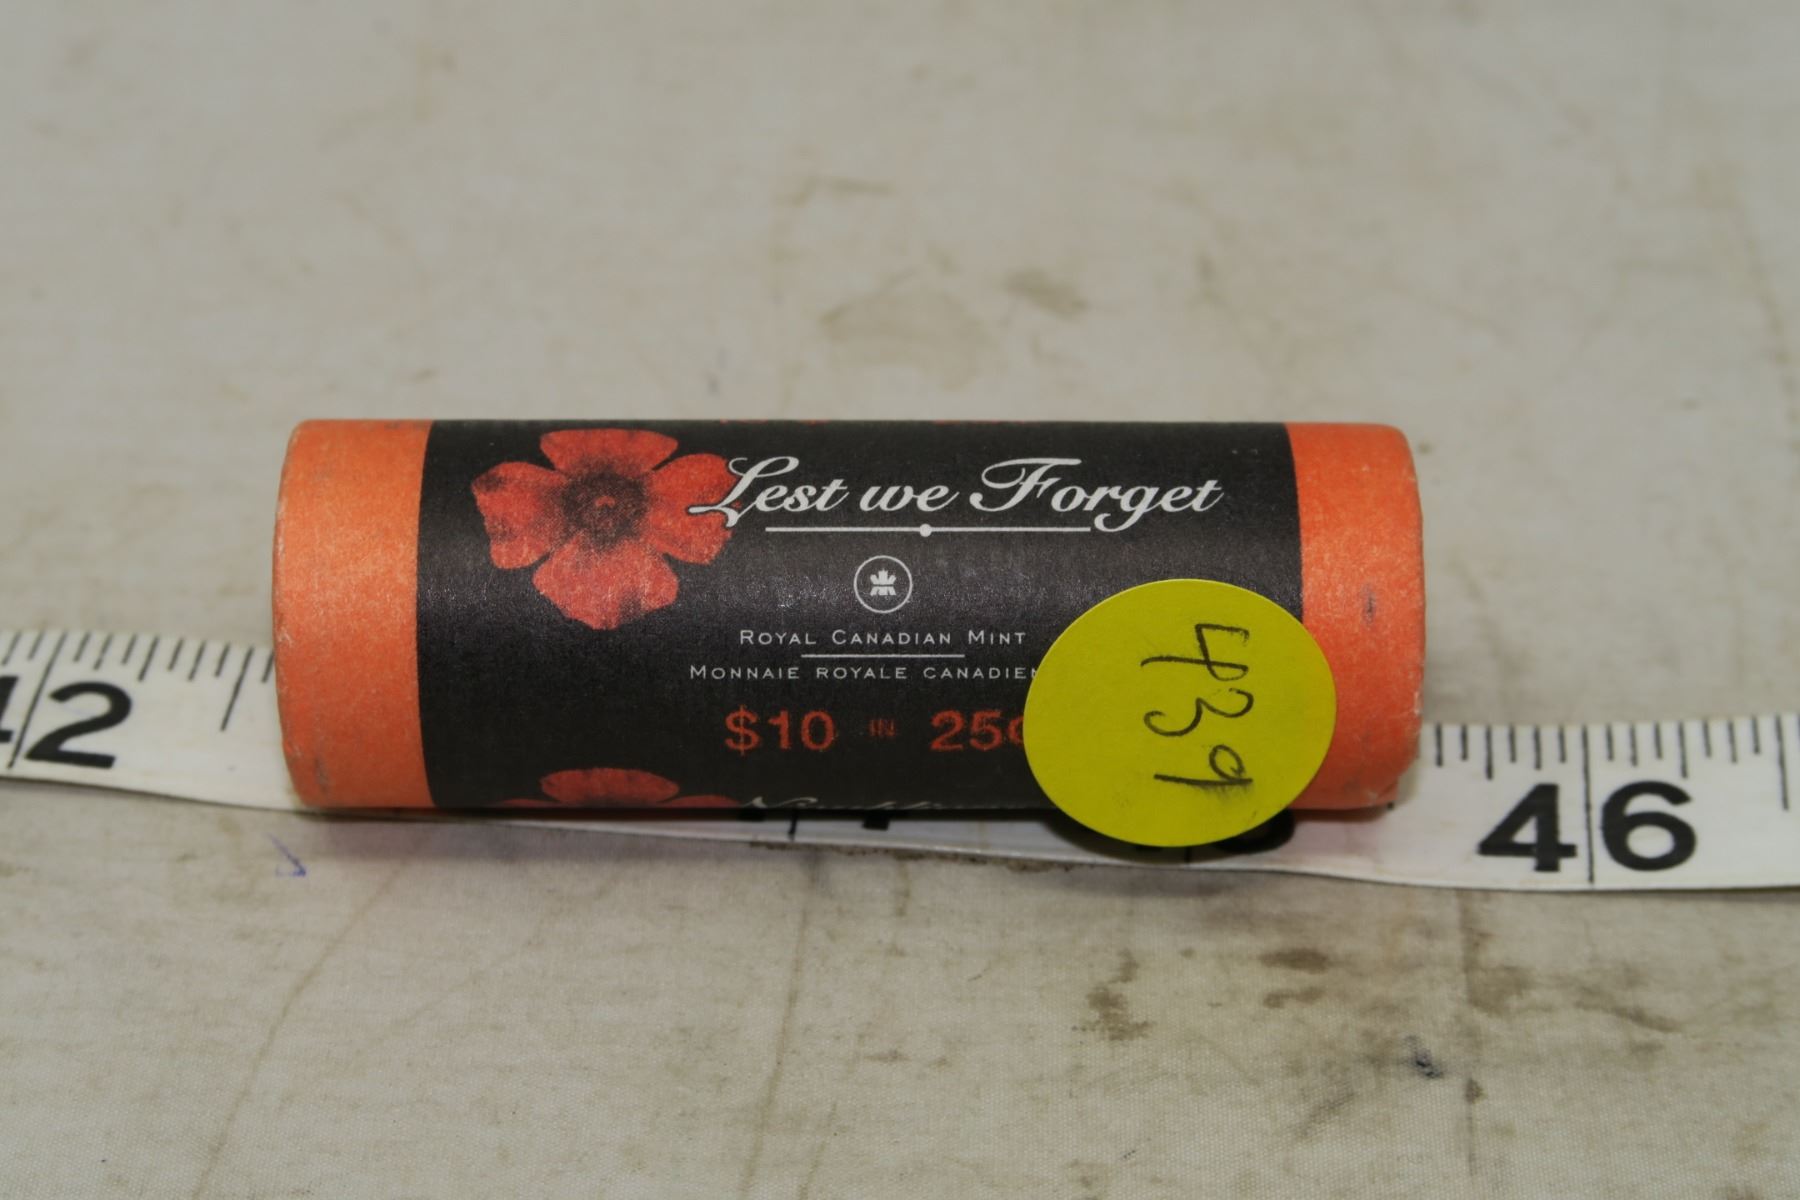 Lest we Forget
ROYAL CANADIAN MINT
MONNAIE ROYALE CANADIEN
$10 IN 25¢
439
42
46